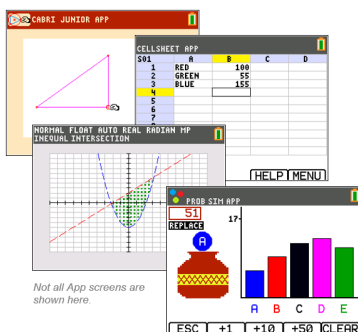 CABRI JUNIOR APP
CELLSHEET APP
S01 A B C D
1 RED 100
2 GREEN 55
3 BLUE 155
4
5
6
7
HELP MENU
NORMAL FLOAT AUTO REAL RADIAN MP
INEQUAL INTERSECTION
PROB SIM APP
51
REPLACE
A
17
A B C D E
ESC +1 +10 +50 CLEAR
Not all App screens are
shown here.